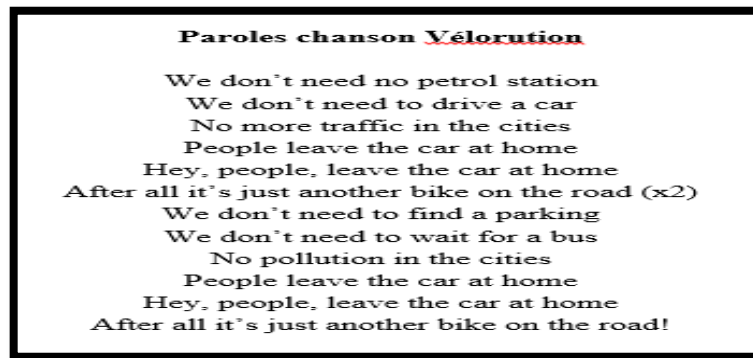 Paroles chanson Vélorution
We don't need no petrol station
We don't need to drive a car
No more traffic in the cities
People leave the car at home
Hey, people, leave the car at home
After all it's just another bike on the road (x2)
We don't need to find a parking
We don't need to wait for a bus
No pollution in the cities
People leave the car at home
Hey, people, leave the car at home
After all it's just another bike on the road!